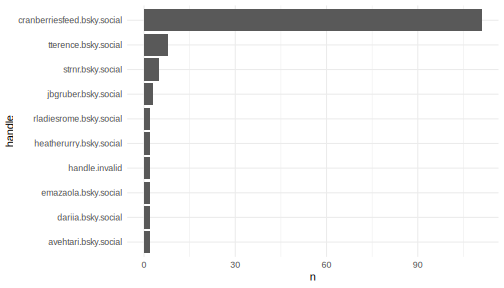 cranberriesfeed.bsky.social
tterence.bsky.social
strnr.bsky.social
jbgruber.bsky.social
rladiesrome.bsky.social
heatherurry.bsky.social
handle.invalid
emazaola.bsky.social
dariia.bsky.social
avehtari.bsky.social
handle
0 30 60 90
n